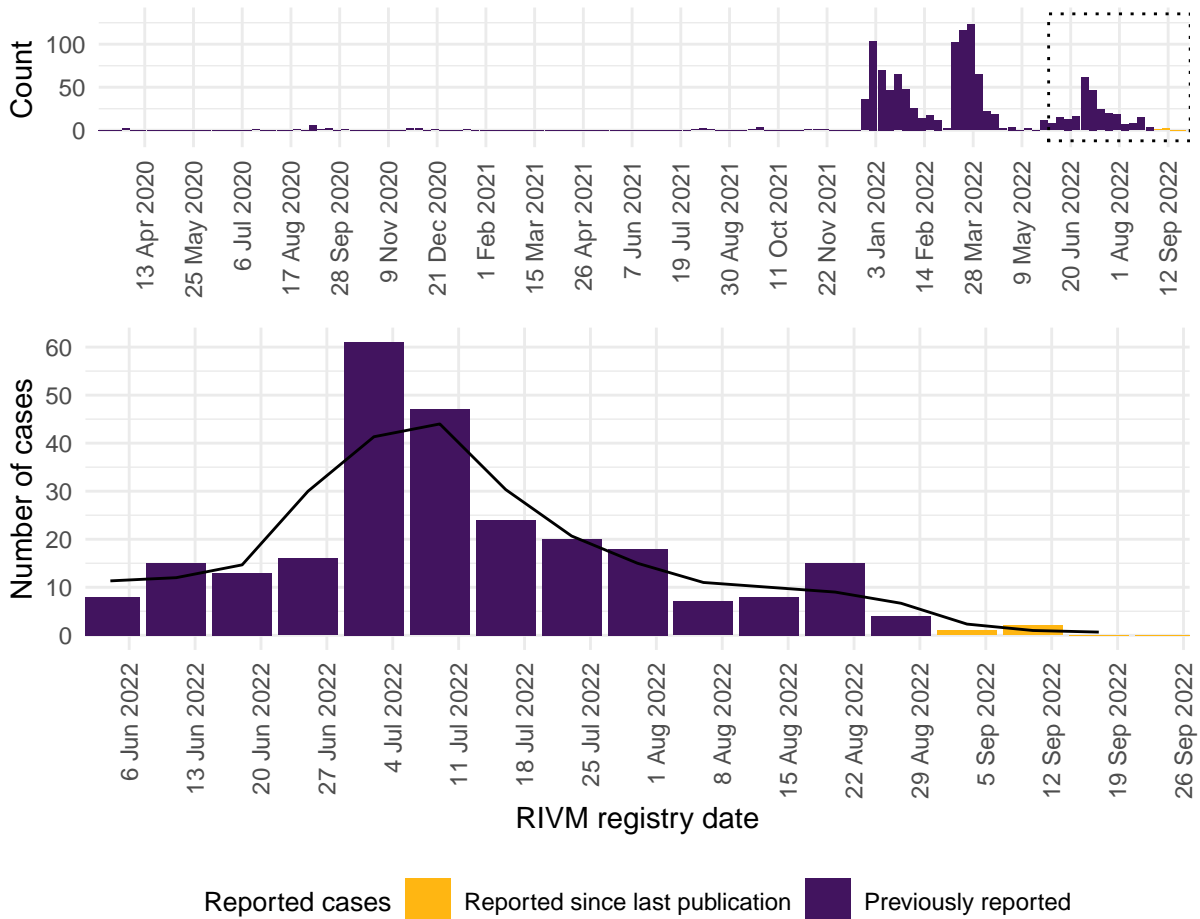 Count
100
50
0
13 Apr 2020
25 May 2020
6 Jul 2020
17 Aug 2020
28 Sep 2020
9 Nov 2020
21 Dec 2020
1 Feb 2021
15 Mar 2021
26 Apr 2021
7 Jun 2021
19 Jul 2021
30 Aug 2021
11 Oct 2021
22 Nov 2021
3 Jan 2022
14 Feb 2022
28 Mar 2022
9 May 2022
20 Jun 2022
1 Aug 2022
12 Sep 2022
Number of cases
60
50
40
30
20
10
0
6 Jun 2022
13 Jun 2022
20 Jun 2022
27 Jun 2022
4 Jul 2022
11 Jul 2022
18 Jul 2022
25 Jul 2022
1 Aug 2022
8 Aug 2022
15 Aug 2022
22 Aug 2022
29 Aug 2022
5 Sep 2022
12 Sep 2022
19 Sep 2022
26 Sep 2022
RIVM registry date
Reported cases Reported since last publication Previously reported